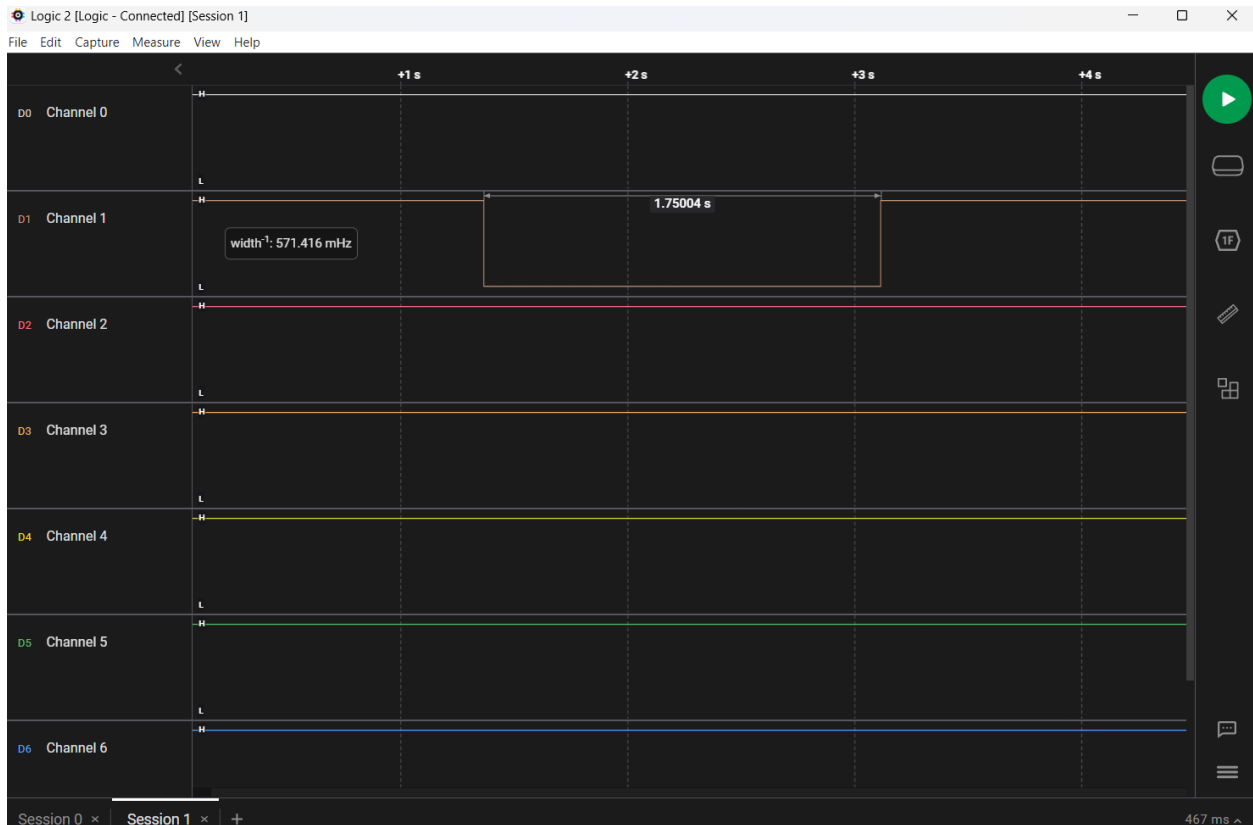 Logic 2 [Logic - Connected] [Session 1]
File Edit Capture Measure View Help
+1 s +2 s +3 s +4 s
D0 Channel 0
H
L
D1 Channel 1
H
1.75004 s
width⁻¹: 571.416 mHz
L
D2 Channel 2
H
L
D3 Channel 3
H
L
D4 Channel 4
H
L
D5 Channel 5
H
L
D6 Channel 6
H
1F
Session 0 × Session 1 × +
467 ms